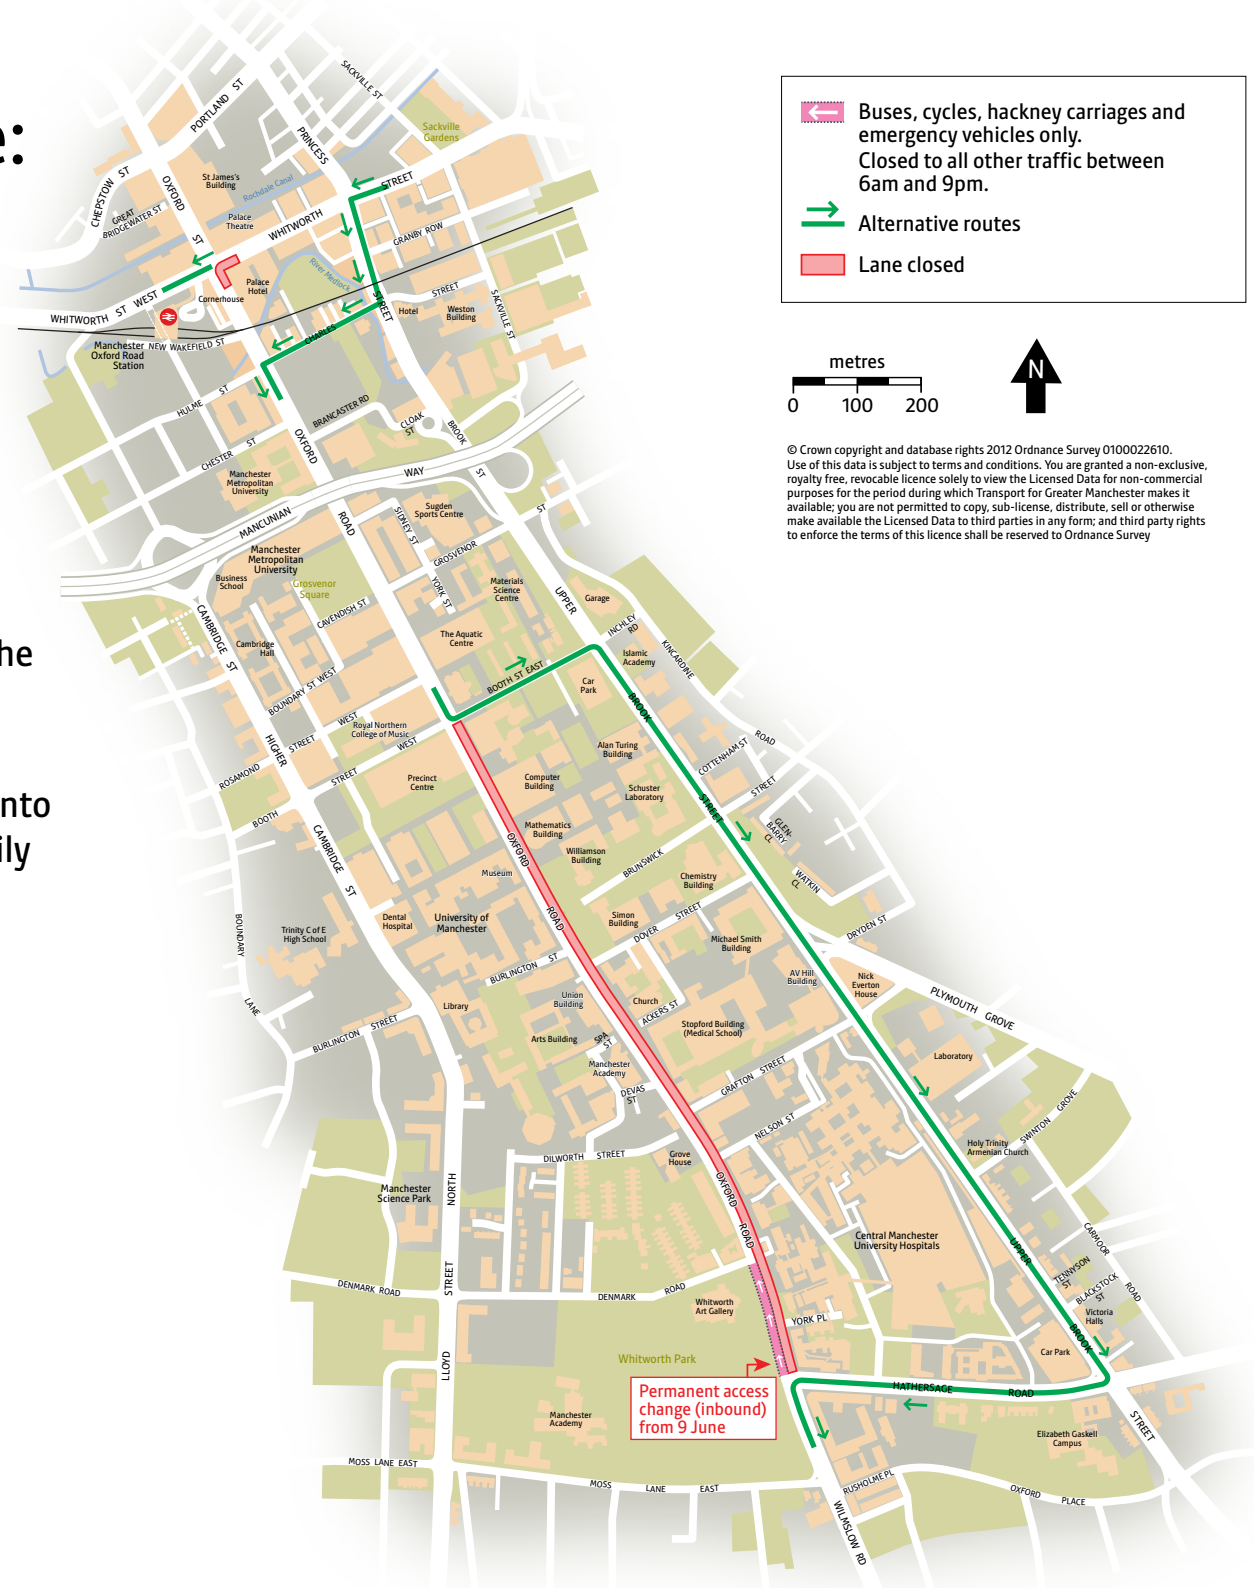 e:
he
nto
ily
Buses, cycles, hackney carriages and
emergency vehicles only.
Closed to all other traffic between
6am and 9pm.
Alternative routes
Lane closed
metres
0 100 200
N
© Crown copyright and database rights 2012 Ordnance Survey 0100022610.
Use of this data is subject to terms and conditions. You are granted a non-exclusive,
royalty free, revocable licence solely to view the Licensed Data for non-commercial
purposes for the period during which Transport for Greater Manchester makes it
available; you are not permitted to copy, sub-license, distribute, sell or otherwise
make available the Licensed Data to third parties in any form; and third party rights
to enforce the terms of this licence shall be reserved to Ordnance Survey
SACKVILLE ST
PORTLAND ST
PRINCESS
Sackville
Gardens
CHEPSTOW ST
OXFORD
St James's
Building
Rochdale Canal
STREET
GREAT
BRIDGEWATER ST
Palace
Theatre
WHITWORTH
GRANBY ROW
ST
River Medlock
Palace
Hotel
Cornerhouse
WHITWORTH ST WEST
STREET
STREET
SACKVILLE ST
Hotel
Weston
Building
CHARLES
Manchester
Oxford Road
Station
NEW WAKEFIELD ST
HULME ST
BRANCASTER RD
CLOAK
ST
BROOK
ST
CHESTER ST
OXFORD
Manchester
Metropolitan
University
WAY
MANCUNIAN
ROAD
SIDNEY ST
Sugden
Sports Centre
ST
GROSVENOR
Manchester
Metropolitan
University
Business
School
Grosvenor
Square
YORK ST
Materials
Science
Centre
UPPER
Garage
CAVENDISH ST
CAMBRIDGE ST
Cambridge
Hall
The Aquatic
Centre
INCHLEY
RD
Islamic
Academy
KINCARDINE
BOOTH ST EAST
Car
Park
BOUNDARY ST WEST
BROOK
WEST
Royal Northern
College of Music
STREET
HIGHER
WEST
STREET
ROSAMOND
Alan Turing
Building
ROAD
COTTENHAM ST
Precinct
Centre
Computer
Building
Schuster
Laboratory
STREET
STREET
BOOTH
CAMBRIDGE ST
Mathematics
Building
OXFORD
GLEN-
BARRY
CL
Williamson
Building
BRUNSWICK
Museum
Chemistry
Building
WATKIN
CL
BOUNDARY
Trinity C of E
High School
Dental
Hospital
University of
Manchester
ROAD
Simon
Building
DOVER STREET
Michael Smith
Building
DRYDEN ST
BURLINGTON ST
AV Hill
Building
Nick
Everton
House
LANE
Library
Union
Building
Church
ACKERS ST
PLYMOUTH GROVE
BURLINGTON STREET
Arts Building
SPA
ST
Stopford Building
(Medical School)
Manchester
Academy
Laboratory
DEVAS
ST
GRAFTON STREET
NELSON ST
SWINTON GROVE
Holy Trinity
Armenian Church
DILWORTH STREET
Grove
House
Manchester
Science Park
NORTH
OXFORD
ROAD
Central Manchester
University Hospitals
UPPER
CARMOOR
ROAD
TENNYSON
ST
BLACKSTOCK
ST
STREET
DENMARK ROAD
DENMARK ROAD
Whitworth
Art Gallery
YORK PL
Victoria
Halls
BROOK
Car Park
Whitworth Park
LLOYD
Permanent access
change (inbound)
from 9 June
HATHERSAGE ROAD
Manchester
Academy
STREET
Elizabeth Gaskell
Campus
MOSS LANE EAST
MOSS LANE EAST
RUSHOLME PL
OXFORD PLACE
WILMSLOW RD